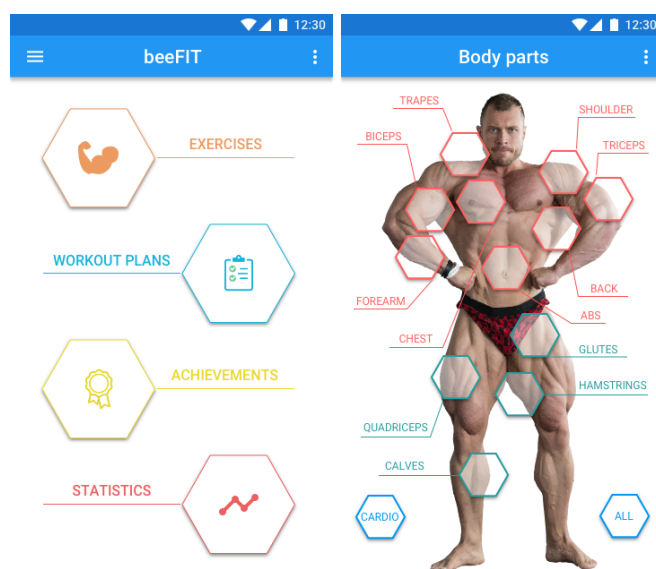 12:30
beeFIT
EXERCISES
WORKOUT PLANS
ACHIEVEMENTS
STATISTICS
12:30
Body parts
TRAPES
SHOULDER
BICEPS
TRICEPS
FOREARM
BACK
ABS
CHEST
GLUTES
HAMSTRINGS
QUADRICEPS
CALVES
CARDIO
ALL